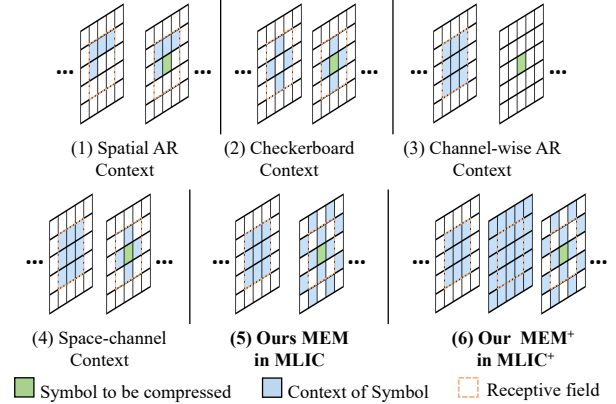 (1) Spatial AR Context
(2) Checkerboard Context
(3) Channel-wise AR Context
(4) Space-channel Context
(5) Ours MEM in MLIC
(6) Our MEM+ in MLIC+
Symbol to be compressed
Context of Symbol
Receptive field